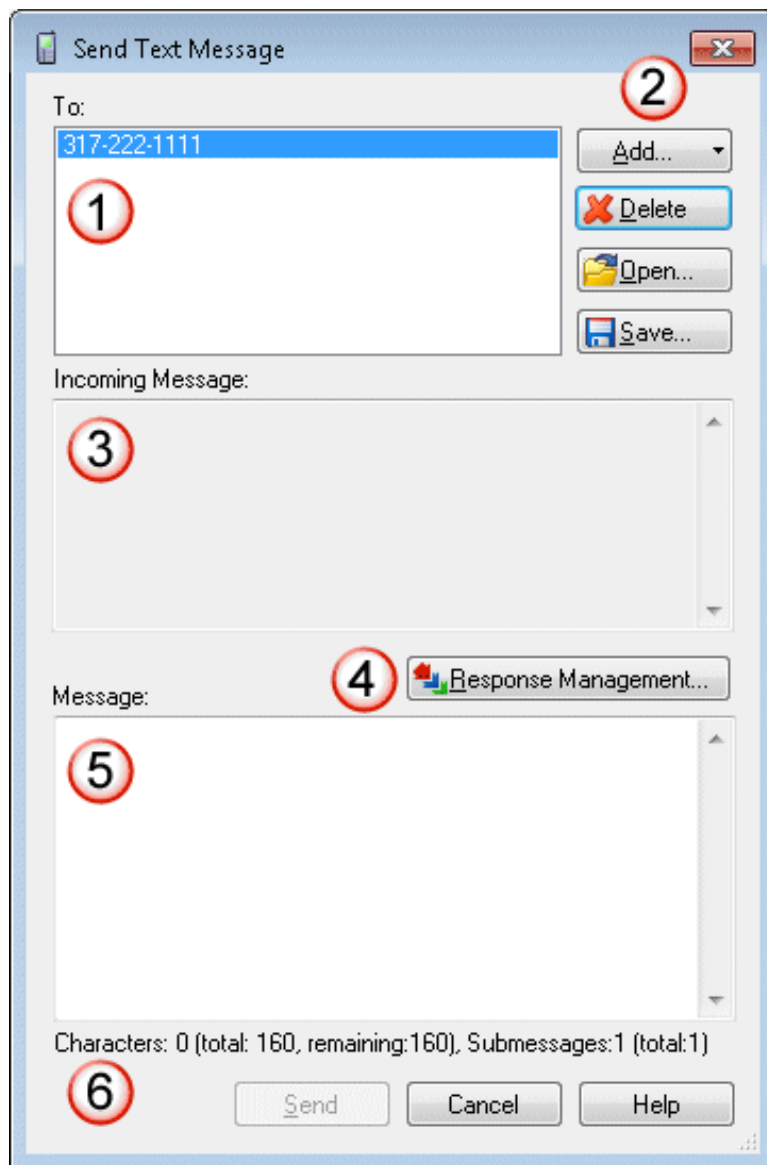 Send Text Message
To:
2
317-222-1111
Add...
1
Delete
Open...
Save...
Incoming Message:
3
4
Response Management...
Message:
5
Characters: 0 (total: 160, remaining:160), Submessages:1 (total:1)
6
Send
Cancel
Help